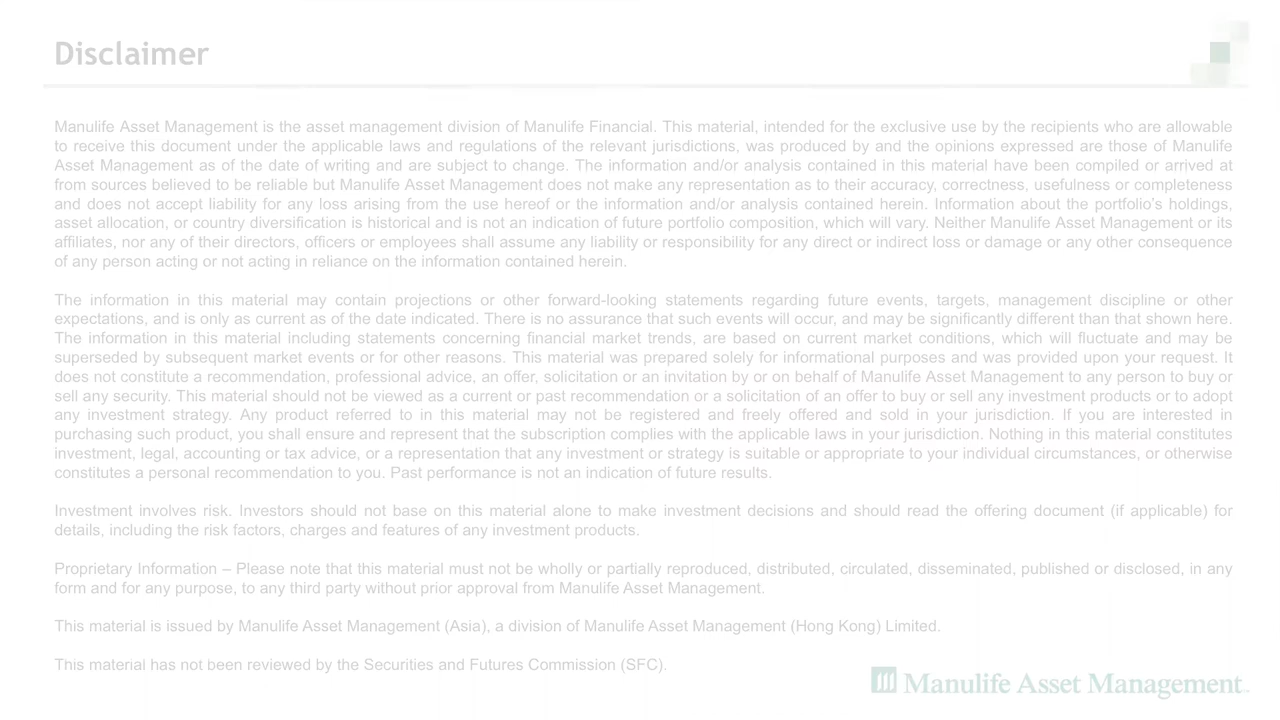 Disclaimer
Manulife Asset Management is the asset management division of Manulife Financial. This material, intended for the exclusive use by the recipients who are allowable
to receive this document under the applicable laws and regulations of the relevant jurisdictions, was produced by and the opinions expressed are those of Manulife
Asset Management as of the date of writing and are subject to change. The information and/or analysis contained in this material have been compiled or arrived at
from sources believed to be reliable but Manulife Asset Management does not make any representation as to their accuracy, correctness, usefulness or completeness
and does not accept liability for any loss arising from the use hereof or the information and/or analysis contained herein. Information about the portfolio's holdings,
asset allocation, or country diversification is historical and is not an indication of future portfolio composition, which will vary. Neither Manulife Asset Management or its
affiliates, nor any of their directors, officers or employees shall assume any liability or responsibility for any direct or indirect loss or damage or any other consequence
of any person acting or not acting in reliance on the information contained herein.
The information in this material may contain projections or other forward-looking statements regarding future events, targets, management discipline or other
expectations, and is only as current as of the date indicated. There is no assurance that such events will occur, and may be significantly different than that shown here.
The information in this material including statements concerning financial market trends, are based on current market conditions, which will fluctuate and may be
superseded by subsequent market events or for other reasons. This material was prepared solely for informational purposes and was provided upon your request. It
does not constitute a recommendation, professional advice, an offer, solicitation or an invitation by or on behalf of Manulife Asset Management to any person to buy or
sell any security. This material should not be viewed as a current or past recommendation or a solicitation of an offer to buy or sell any investment products or to adopt
any investment strategy. Any product referred to in this material may not be registered and freely offered and sold in your jurisdiction. If you are interested in
purchasing such product, you shall ensure and represent that the subscription complies with the applicable laws in your jurisdiction. Nothing in this material constitutes
investment, legal, accounting or tax advice, or a representation that any investment or strategy is suitable or appropriate to your individual circumstances, or otherwise
constitutes a personal recommendation to you. Past performance is not an indication of future results.
Investment involves risk. Investors should not base on this material alone to make investment decisions and should read the offering document (if applicable) for
details, including the risk factors, charges and features of any investment products.
Proprietary Information – Please note that this material must not be wholly or partially reproduced, distributed, circulated, disseminated, published or disclosed, in any
form and for any purpose, to any third party without prior approval from Manulife Asset Management.
This material is issued by Manulife Asset Management (Asia), a division of Manulife Asset Management (Hong Kong) Limited.
This material has not been reviewed by the Securities and Futures Commission (SFC).
Manulife Asset Management